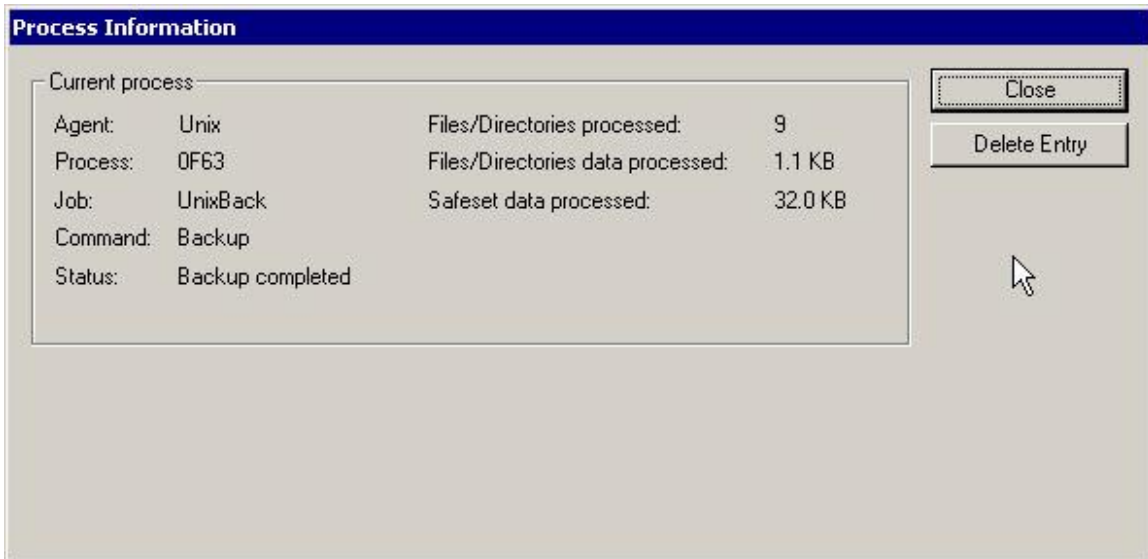 Process Information
Current process
Agent: Unix Files/Directories processed: 9
Process: 0F63 Files/Directories data processed: 1.1 KB
Job: UnixBack Safeset data processed: 32.0 KB
Command: Backup
Status: Backup completed
Close
Delete Entry